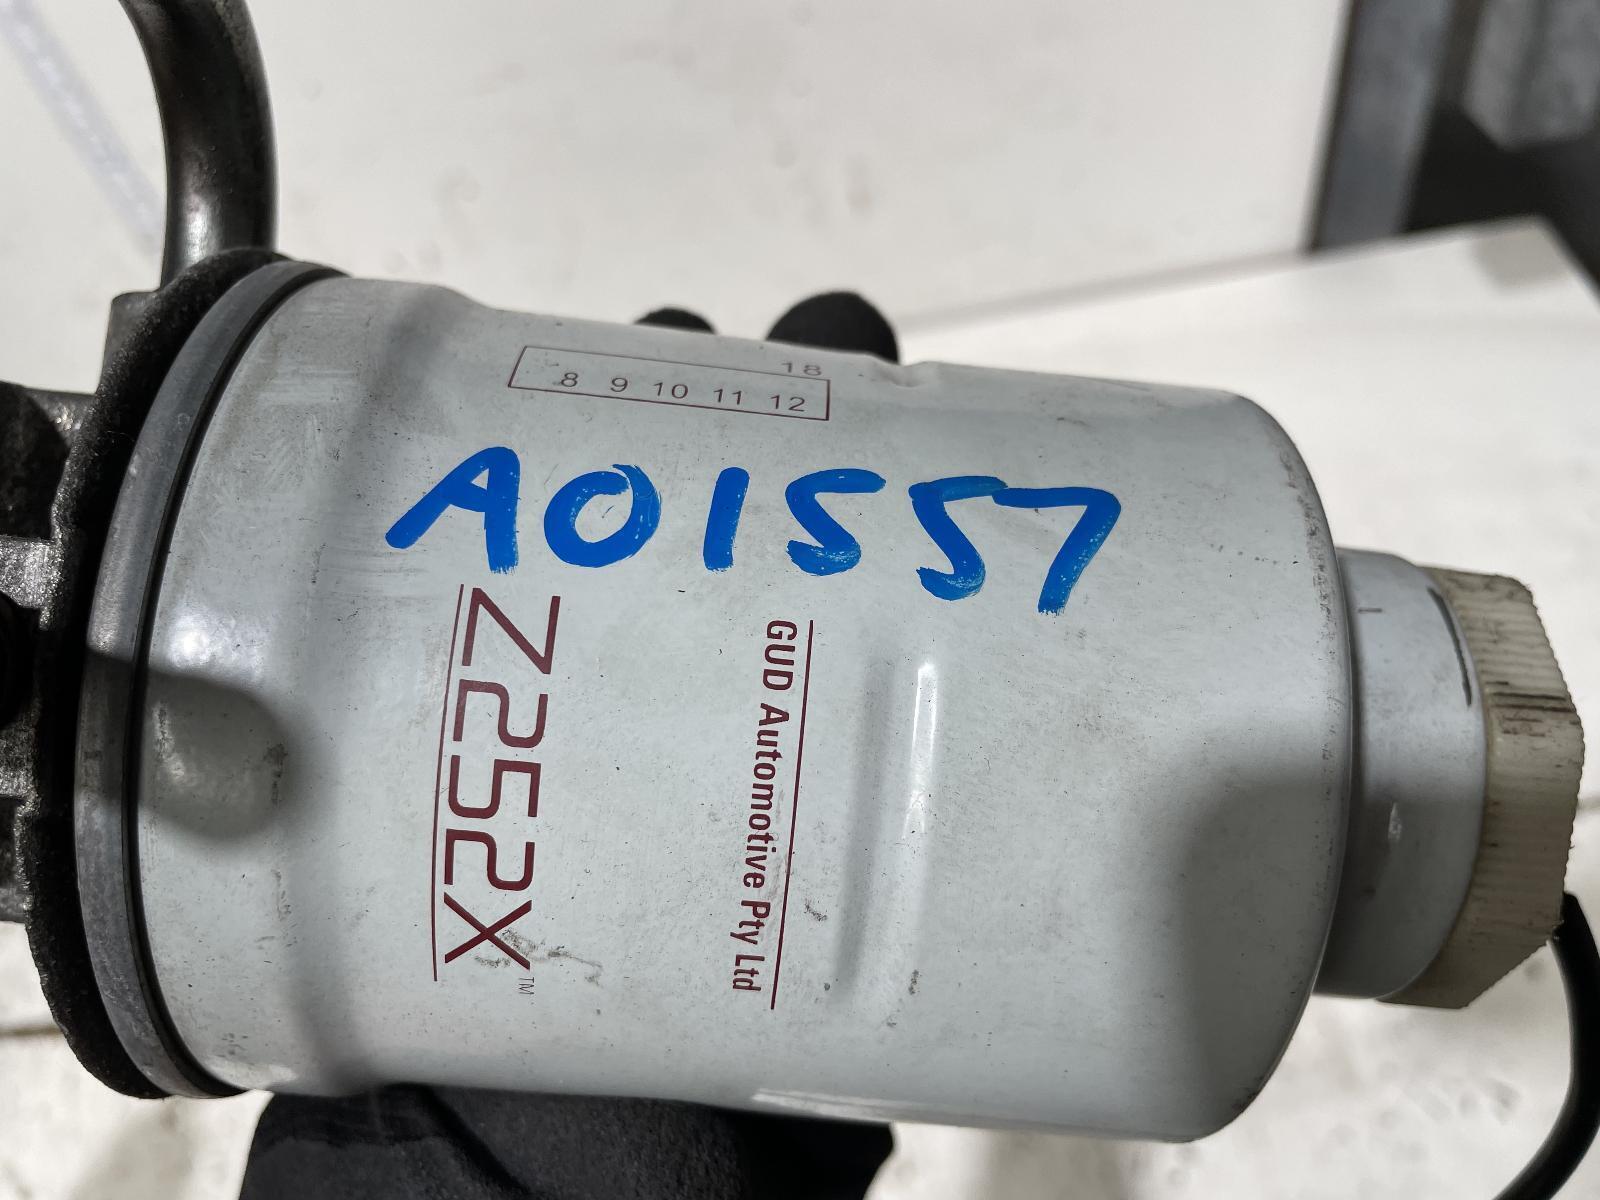 18
8 9 10 11 12
A01557
Z252X™
GUD Automotive Pty Ltd